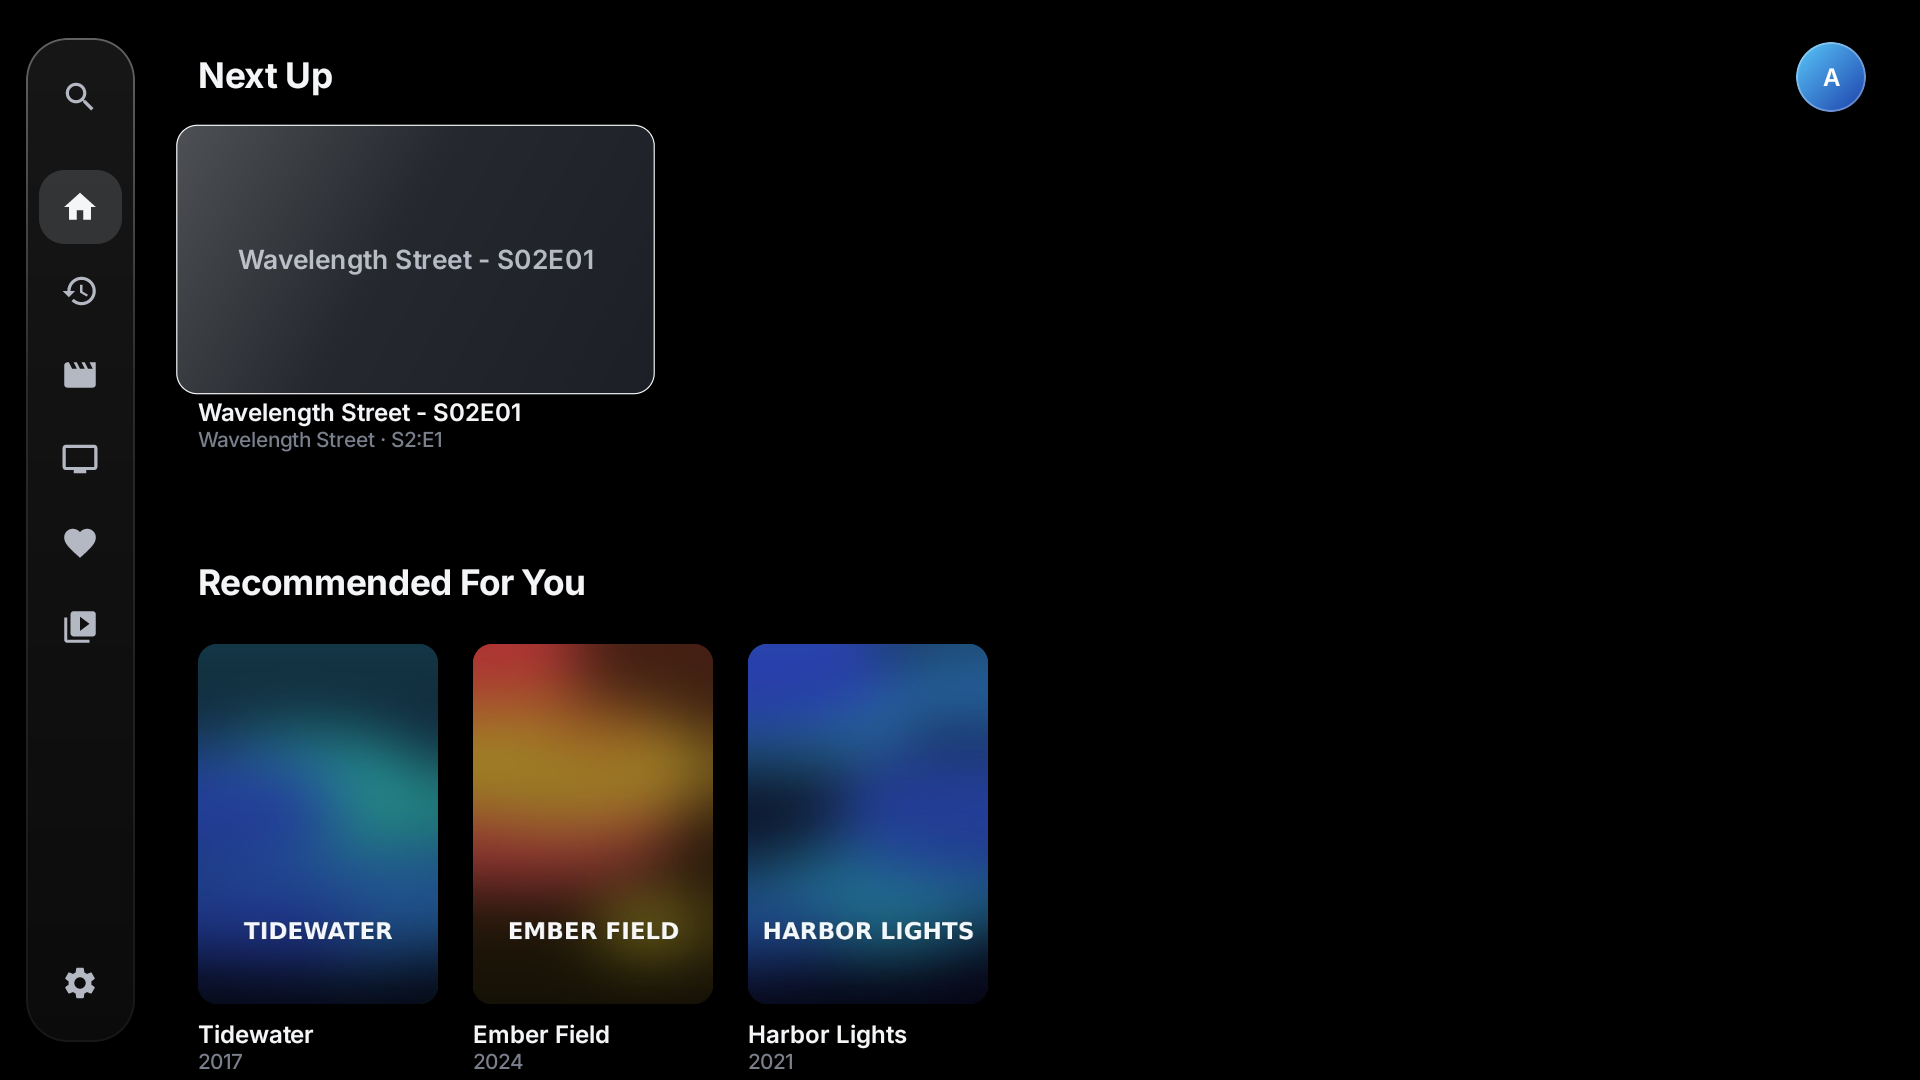 Next Up
A
Wavelength Street - S02E01
Wavelength Street - S02E01
Wavelength Street · S2:E1
Recommended For You
TIDEWATER
EMBER FIELD
HARBOR LIGHTS
Tidewater
2017
Ember Field
2024
Harbor Lights
2021